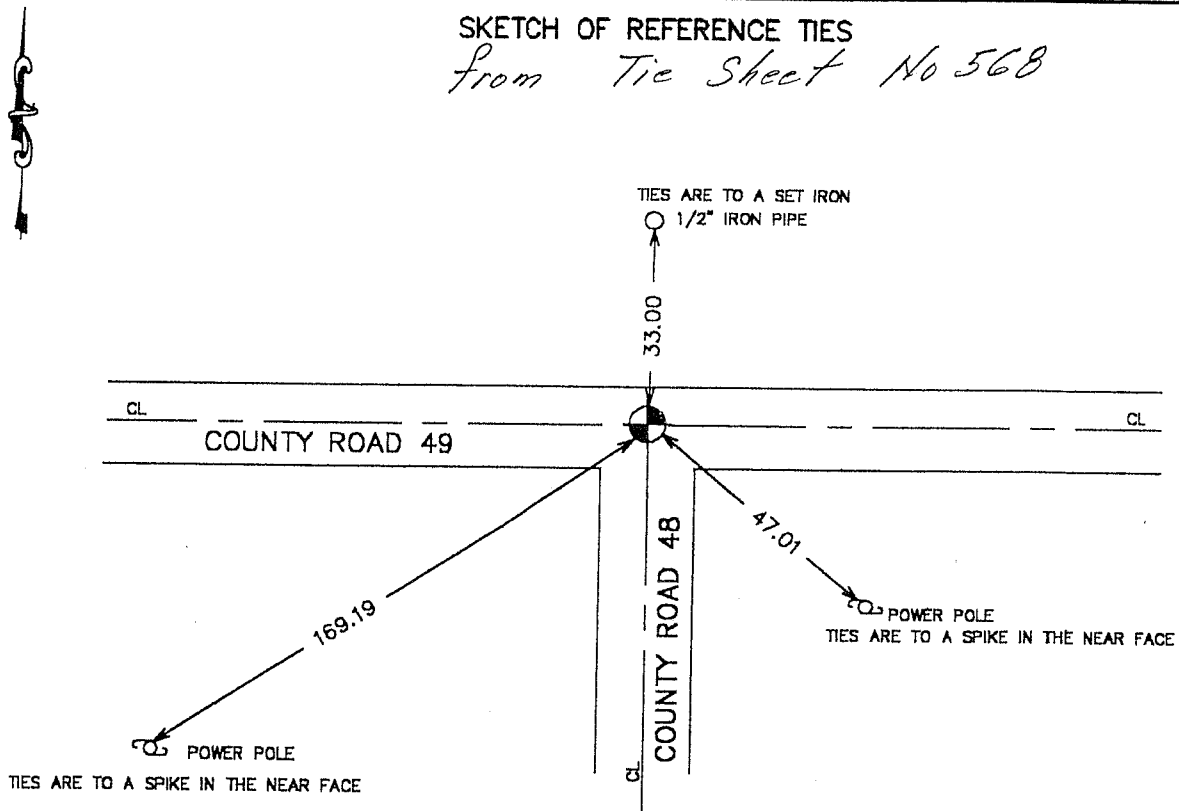 SKETCH OF REFERENCE TIES
from Tie Sheet No 568
TIES ARE TO A SET IRON
1/2" IRON PIPE
33.00
CL
CL
COUNTY ROAD 49
COUNTY ROAD 48
47.01
169.19
POWER POLE
TIES ARE TO A SPIKE IN THE NEAR FACE
POWER POLE
TIES ARE TO A SPIKE IN THE NEAR FACE
CL